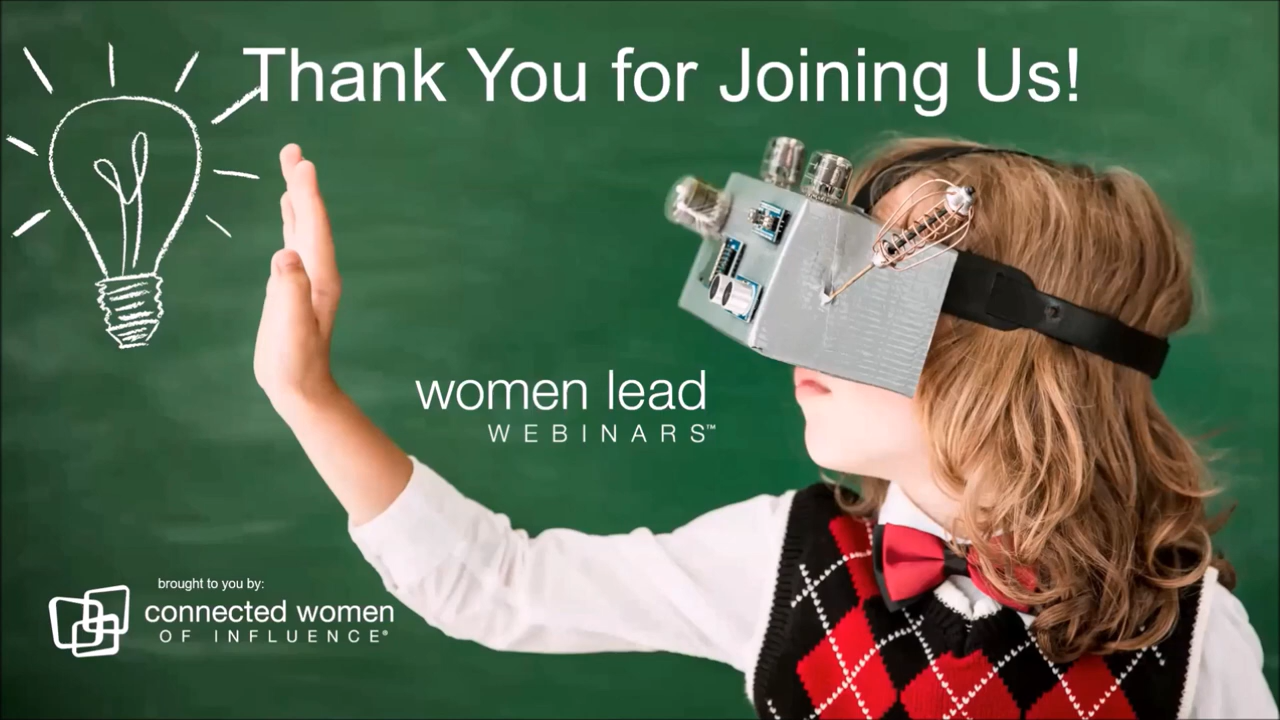 Thank You for Joining Us!
women lead
WEBINARS™
brought to you by:
connected women
OF INFLUENCE®